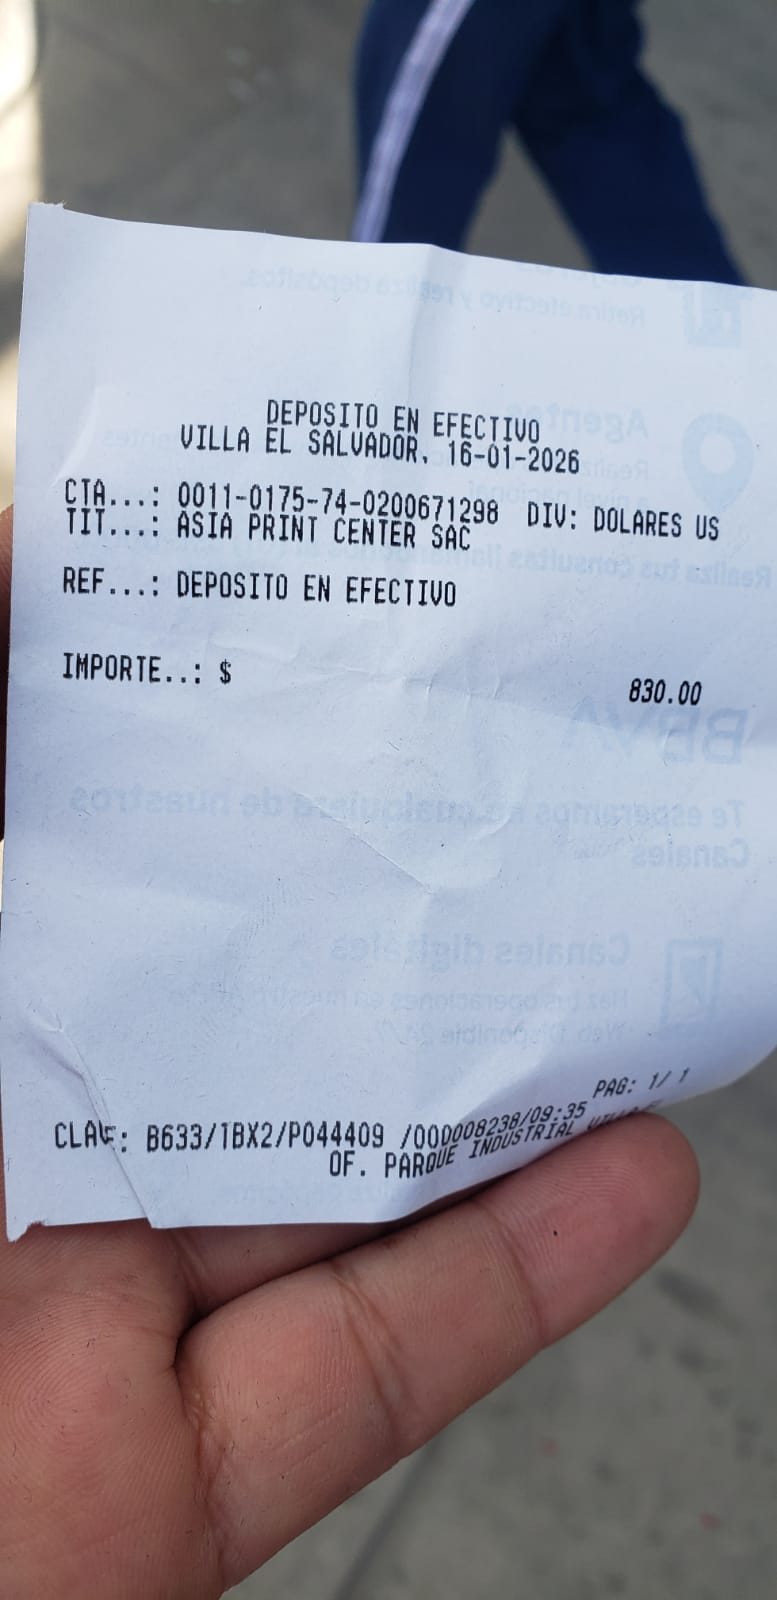 DEPOSITO EN EFECTIVO
VILLA EL SALVADOR, 16-01-2026
CTA...: 0011-0175-74-0200671298 DIV: DOLARES US
TIT...: ASIA PRINT CENTER SAC
REF...: DEPOSITO EN EFECTIVO
IMPORTE..: $ 830.00
BBVA
Te esperamos en cualquiera de nuestros
Canales
Canales digitales
PAG: 1/ 1
CLAVE: B633/1BX2/P044409 /000008238/09:35
OF. PARQUE INDUSTRIAL VILLA EL